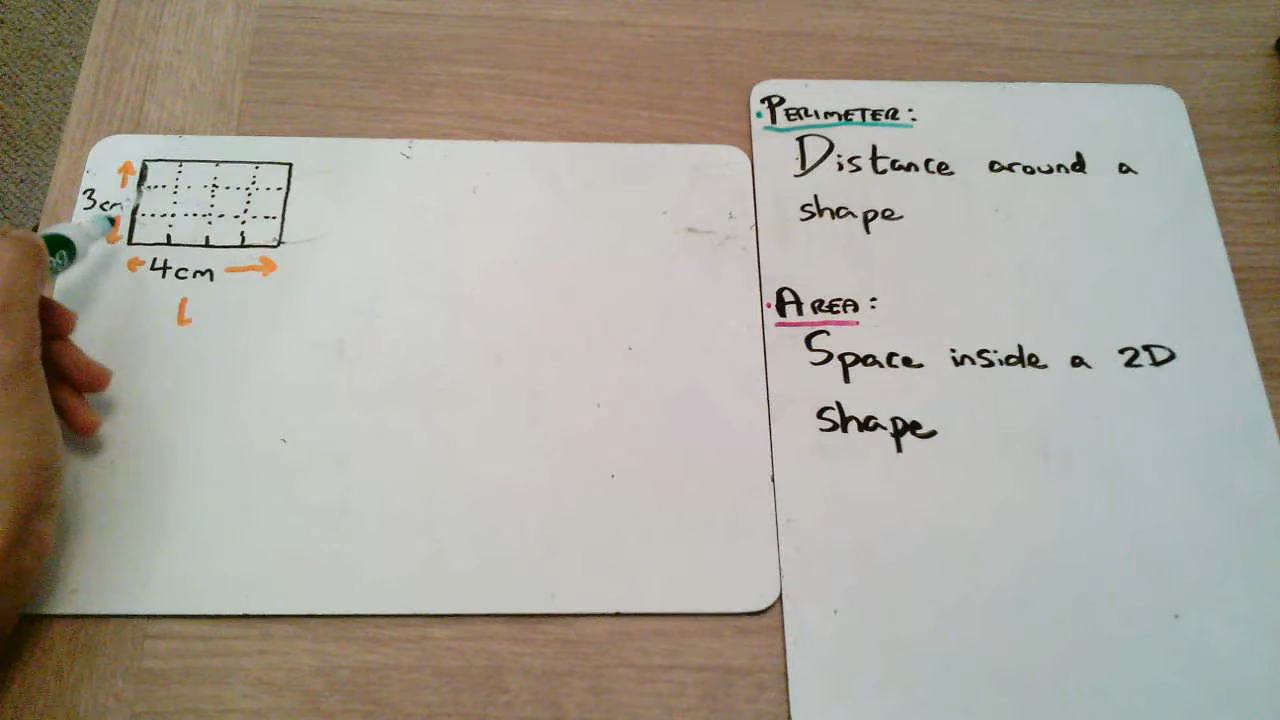 3cm
4cm
L
PERIMETER:
Distance around a
shape
AREA:
Space inside a 2D
shape